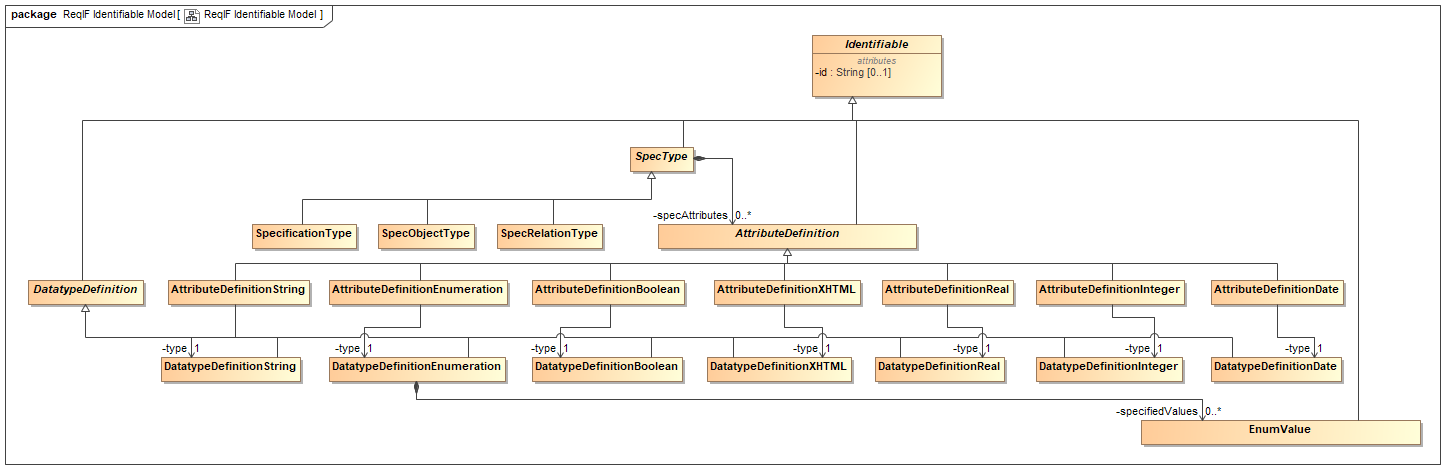 package ReqIF Identifiable Model[ ReqIF Identifiable Model ]
Identifiable
attributes
-id : String [0..1]
SpecType
-specAttributes 0..*
SpecificationType
SpecObjectType
SpecRelationType
AttributeDefinition
DatatypeDefinition
AttributeDefinitionString
AttributeDefinitionEnumeration
AttributeDefinitionBoolean
AttributeDefinitionXHTML
AttributeDefinitionReal
AttributeDefinitionInteger
AttributeDefinitionDate
-type 1
-type 1
-type 1
-type 1
-type 1
-type 1
-type 1
DatatypeDefinitionString
DatatypeDefinitionEnumeration
DatatypeDefinitionBoolean
DatatypeDefinitionXHTML
DatatypeDefinitionReal
DatatypeDefinitionInteger
DatatypeDefinitionDate
-specifiedValues 0..*
EnumValue